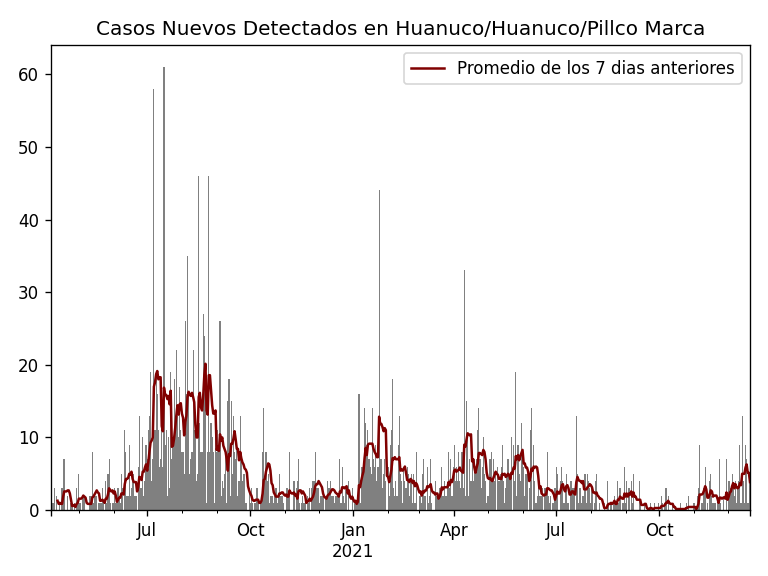 Casos Nuevos Detectados en Huanuco/Huanuco/Pillco Marca
Promedio de los 7 dias anteriores
60
50
40
30
20
10
0
Jul Oct Jan Apr Jul Oct
2021